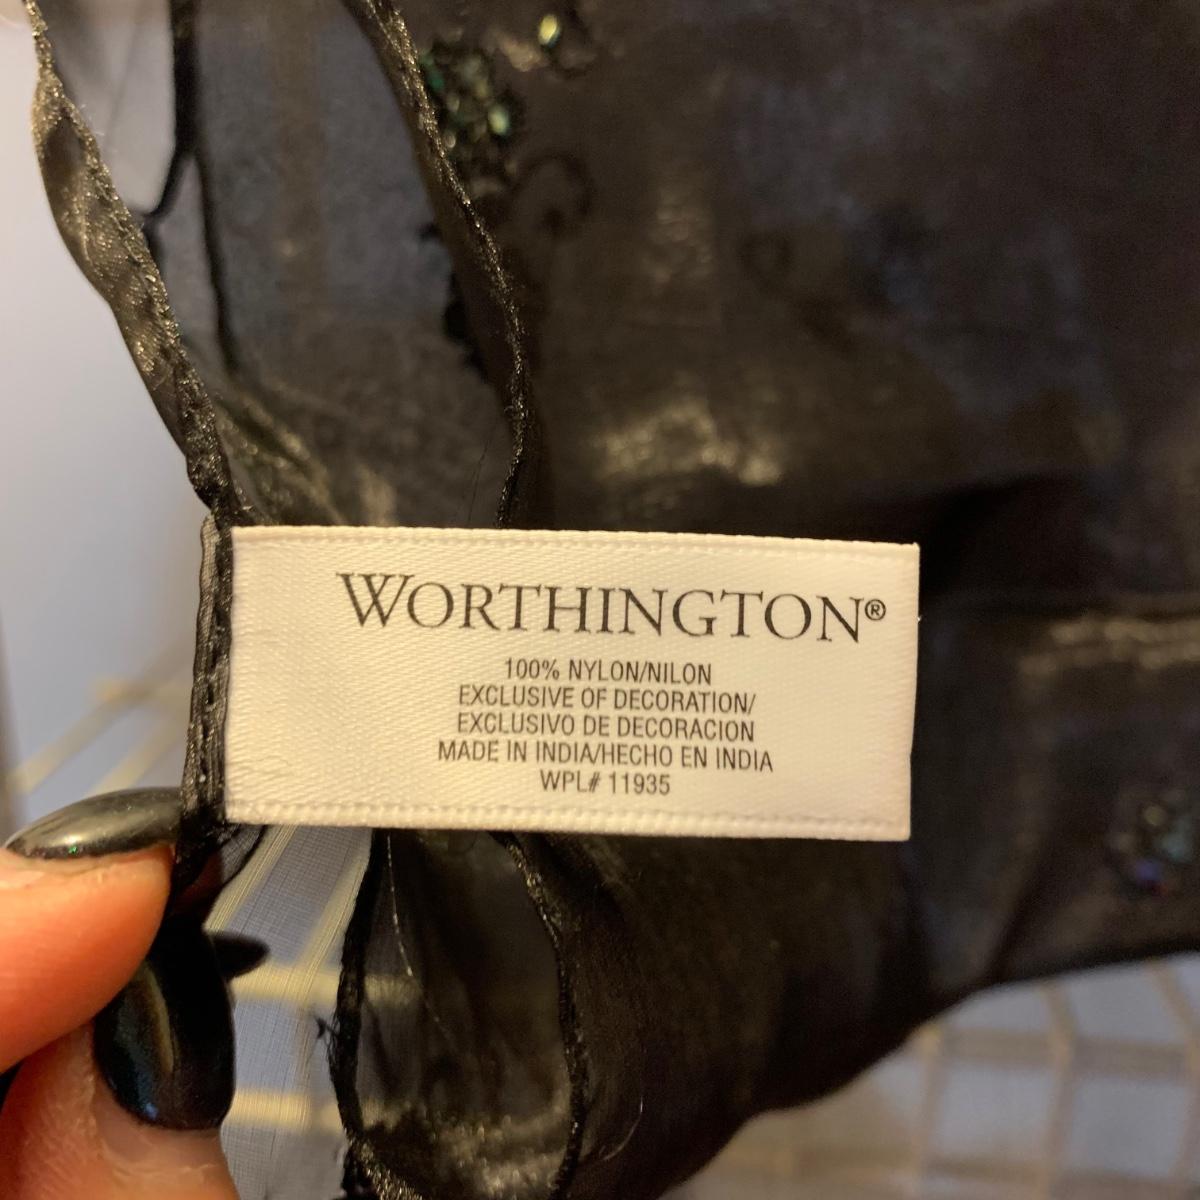 WORTHINGTON®
100% NYLON/NILON
EXCLUSIVE OF DECORATION/
EXCLUSIVO DE DECORACION
MADE IN INDIA/HECHO EN INDIA
WPL# 11935